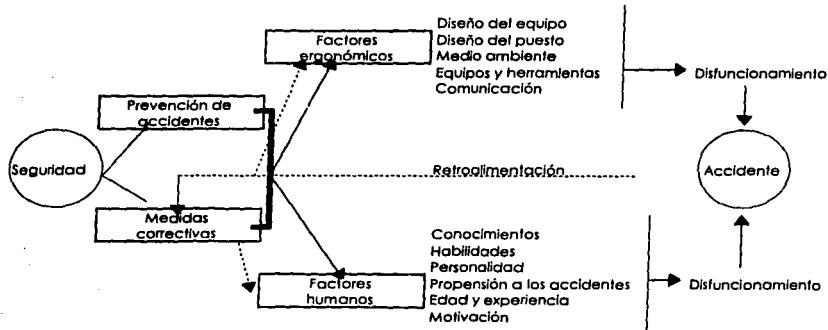 Diseño del equipo
Diseño del puesto
Medio ambiente
Equipos y herramientas
Comunicación
Factores
ergonómicos
Disfuncionamiento
Prevención de
accidentes
Seguridad
Retroalimentación
Accidente
Medidas
correctivas
Conocimientos
Habilidades
Personalidad
Propensión a los accidentes
Edad y experiencia
Motivación
Factores
humanos
Disfuncionamiento